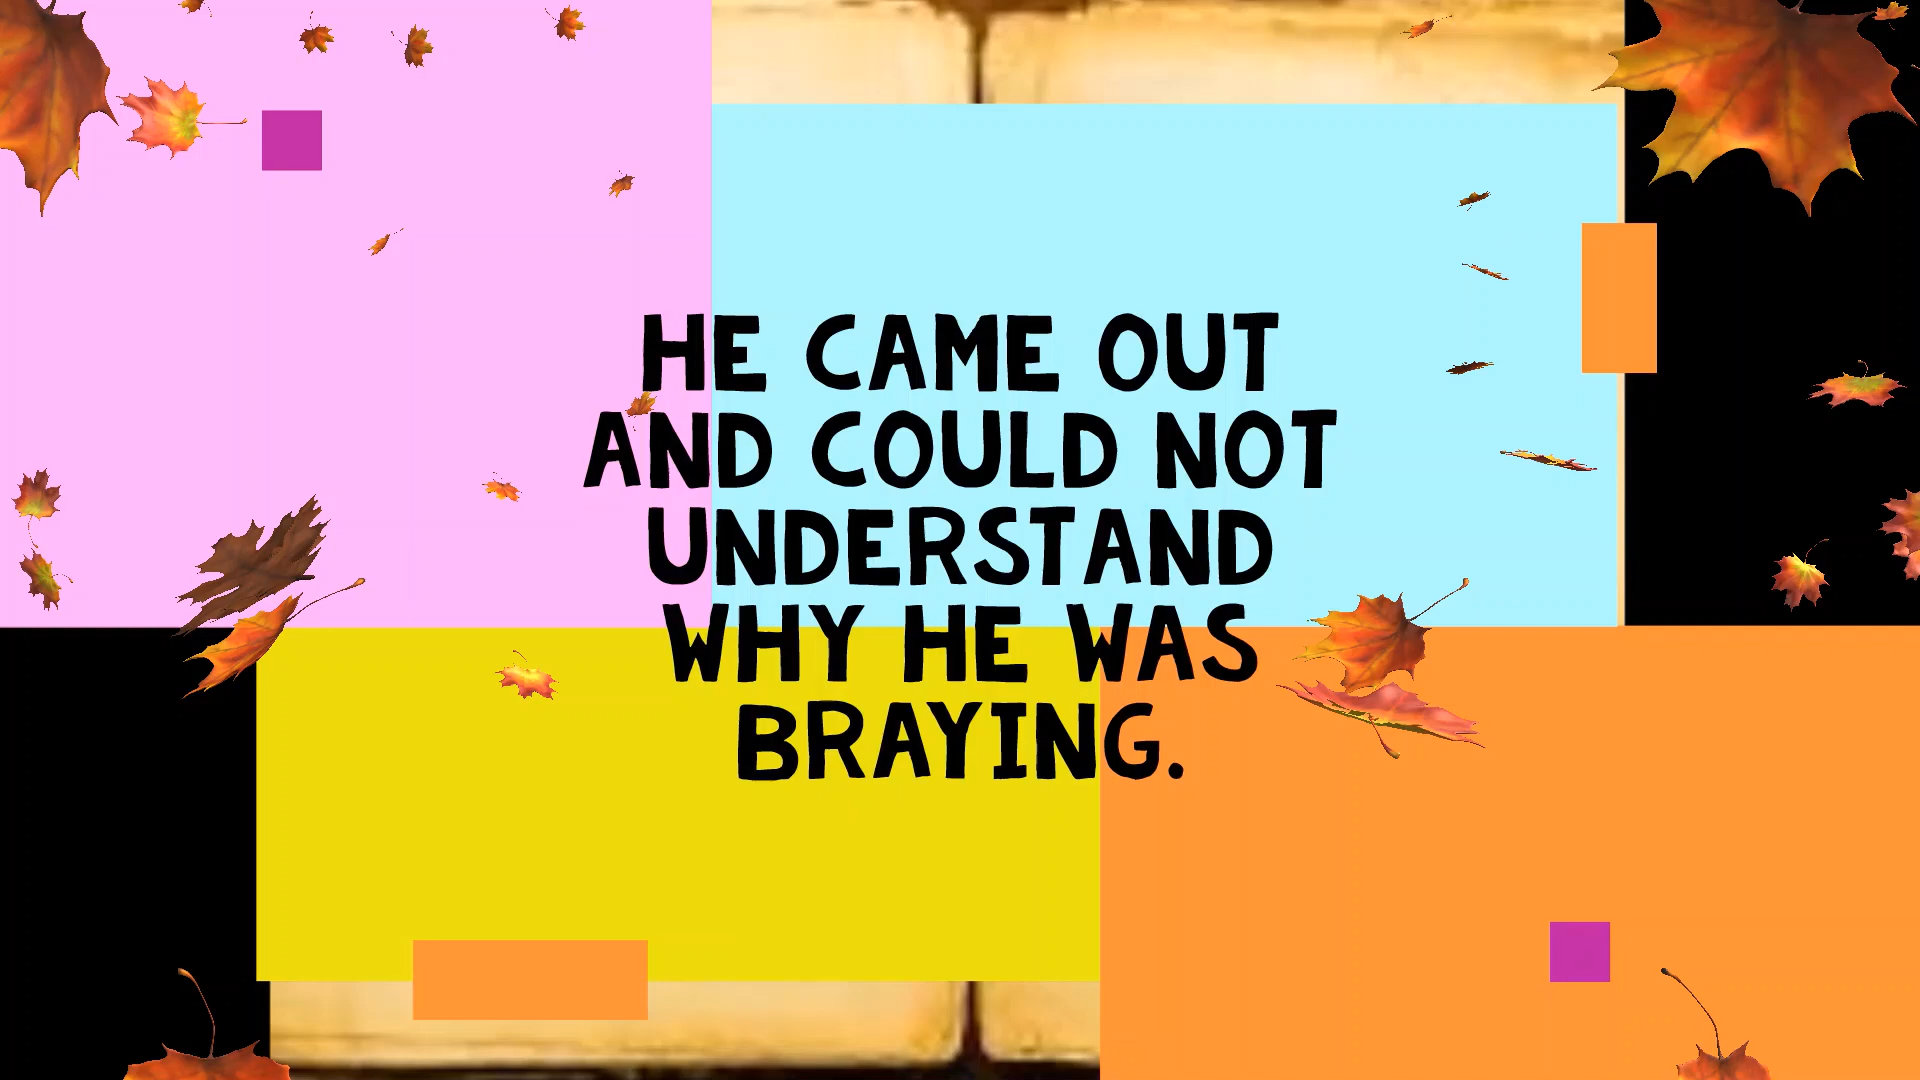 HE CAME OUT
AND COULD NOT
UNDERSTAND
WHY HE WAS
BRAYING.